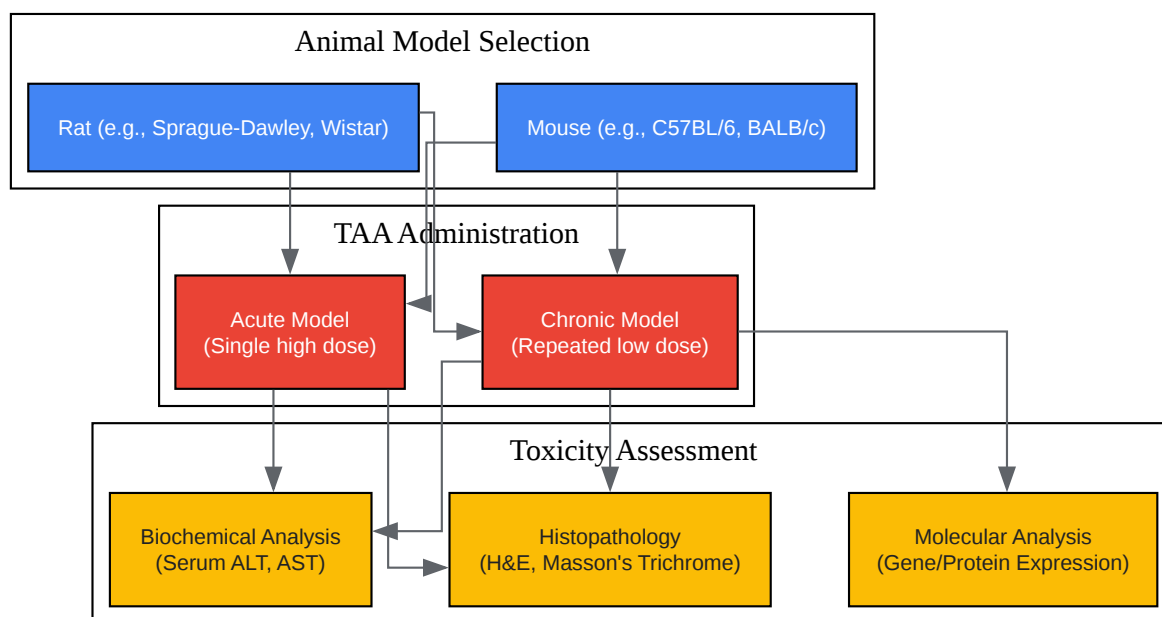 Animal Model Selection
Rat (e.g., Sprague-Dawley, Wistar)
Mouse (e.g., C57BL/6, BALB/c)
TAA Administration
Acute Model
(Single high dose)
Chronic Model
(Repeated low dose)
Toxicity Assessment
Biochemical Analysis
(Serum ALT, AST)
Histopathology
(H&E, Masson's Trichrome)
Molecular Analysis
(Gene/Protein Expression)